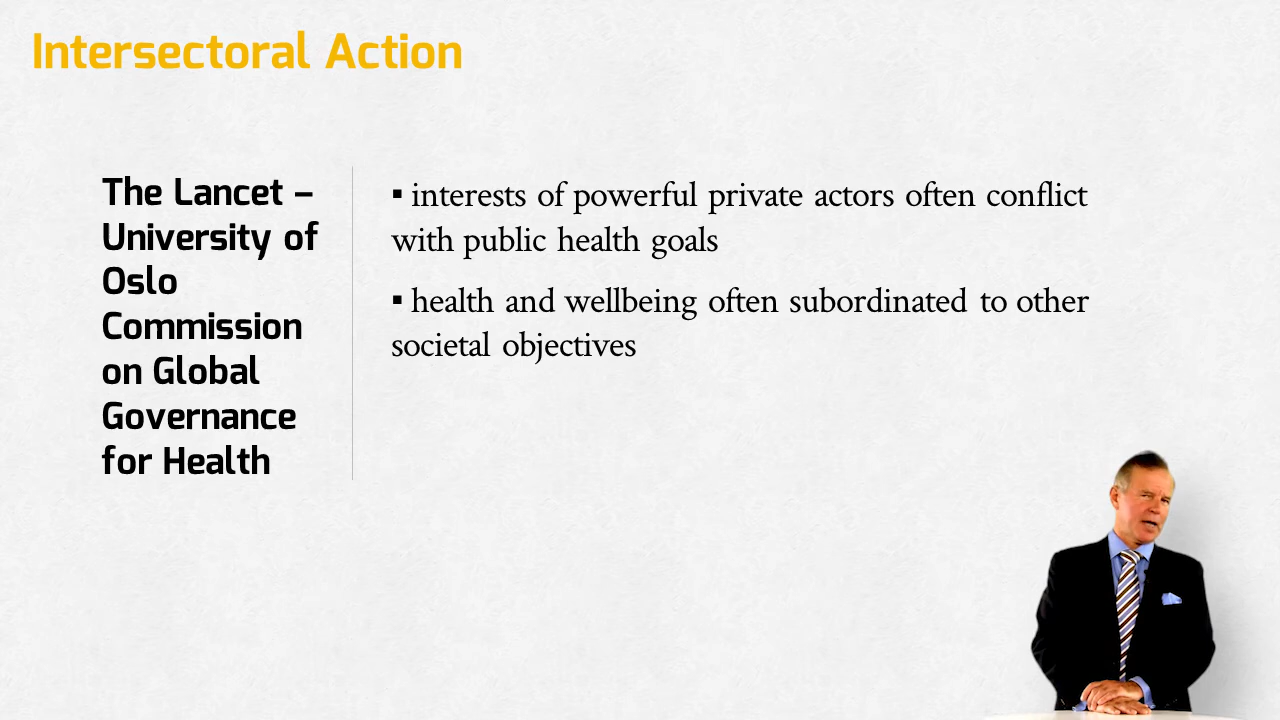 Intersectoral Action
The Lancet –
University of
Oslo
Commission
on Global
Governance
for Health
▪ interests of powerful private actors often conflict
with public health goals
▪ health and wellbeing often subordinated to other
societal objectives